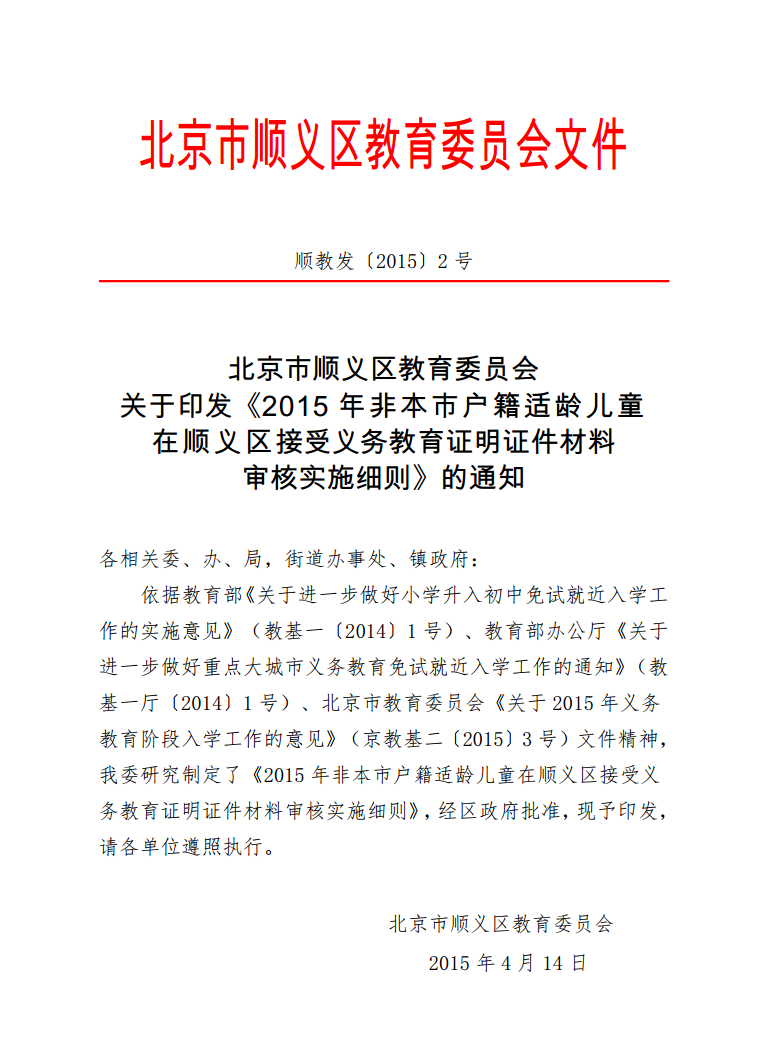 北京市顺义区教育委员会文件
顺教发〔2015〕2 号
北京市顺义区教育委员会
关于印发《2015 年非本市户籍适龄儿童
在顺义区接受义务教育证明证件材料
审核实施细则》的通知
各相关委、办、局，街道办事处、镇政府：
依据教育部《关于进一步做好小学升入初中免试就近入学工
作的实施意见》（教基一〔2014〕1 号）、教育部办公厅《关于
进一步做好重点大城市义务教育免试就近入学工作的通知》（教
基一厅〔2014〕1 号）、北京市教育委员会《关于 2015 年义务
教育阶段入学工作的意见》（京教基二〔2015〕3 号）文件精神，
我委研究制定了《2015 年非本市户籍适龄儿童在顺义区接受义
务教育证明证件材料审核实施细则》，经区政府批准，现予印发，
请各单位遵照执行。
北京市顺义区教育委员会
2015 年 4 月 14 日